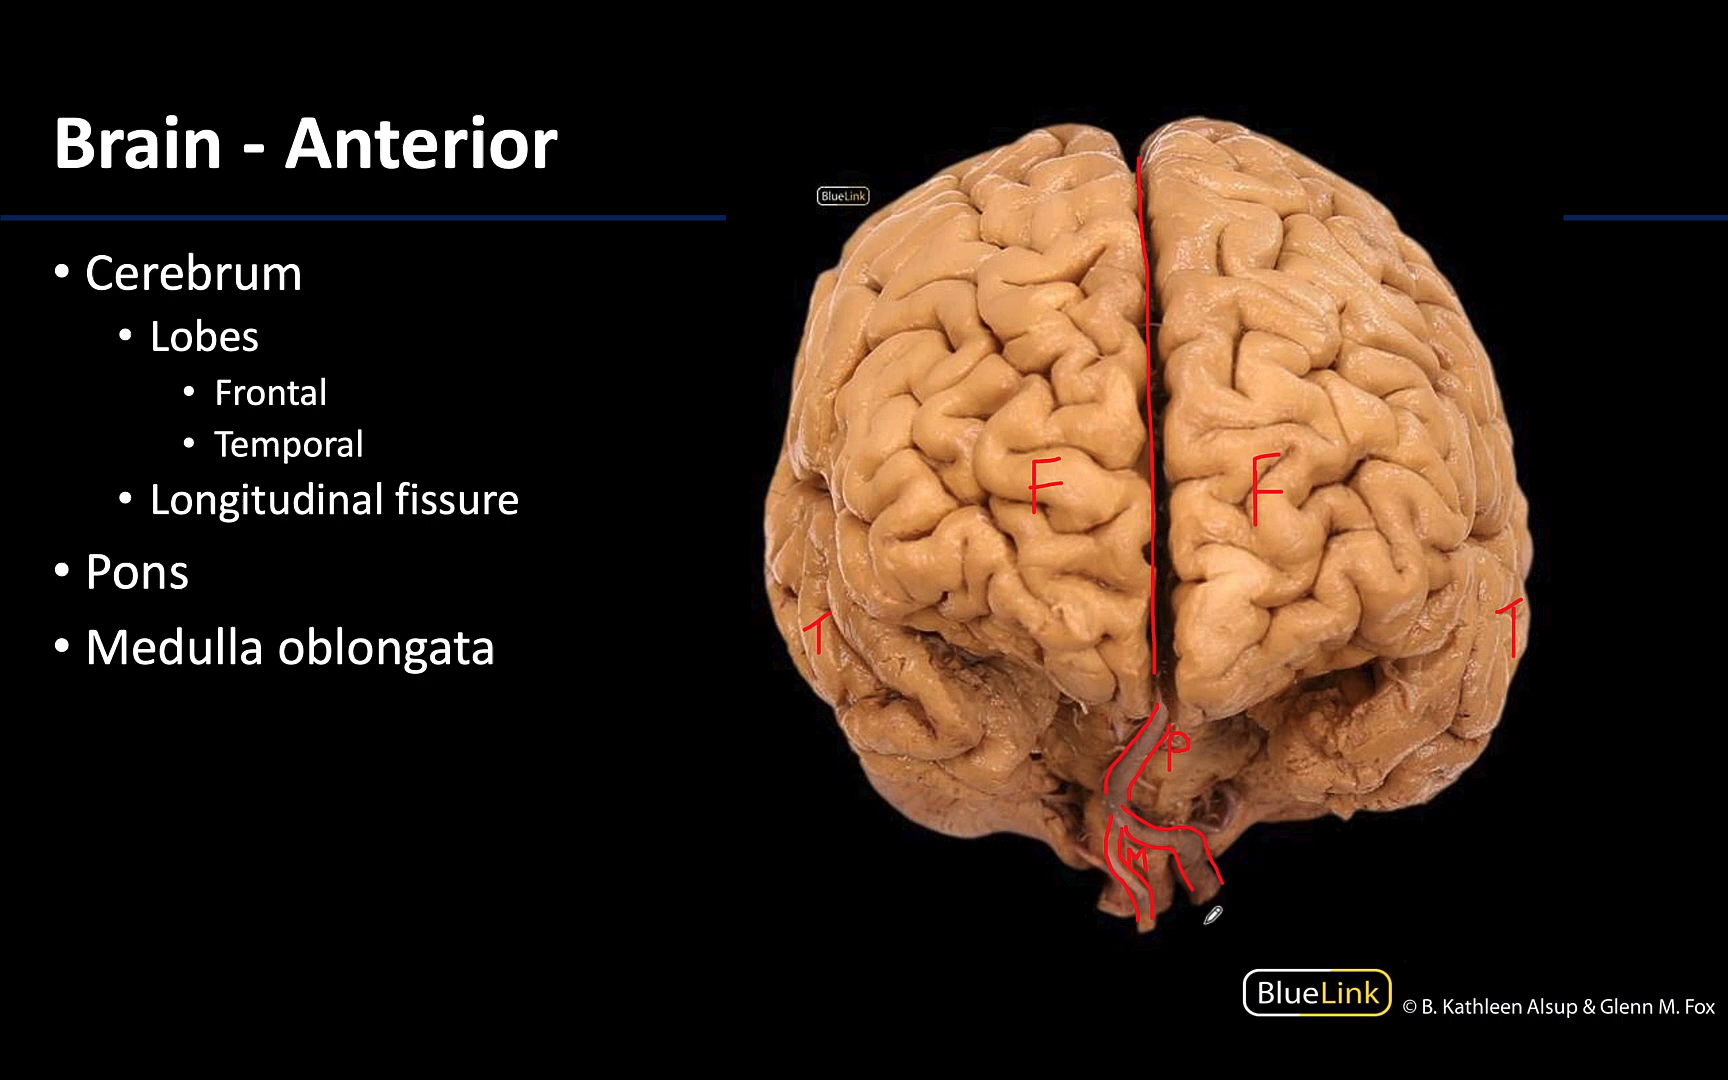 Brain - Anterior
BlueLink
• Cerebrum
• Lobes
• Frontal
• Temporal
• Longitudinal fissure
• Pons
• Medulla oblongata
F F
T T
P
M
BlueLink © B. Kathleen Alsup & Glenn M. Fox